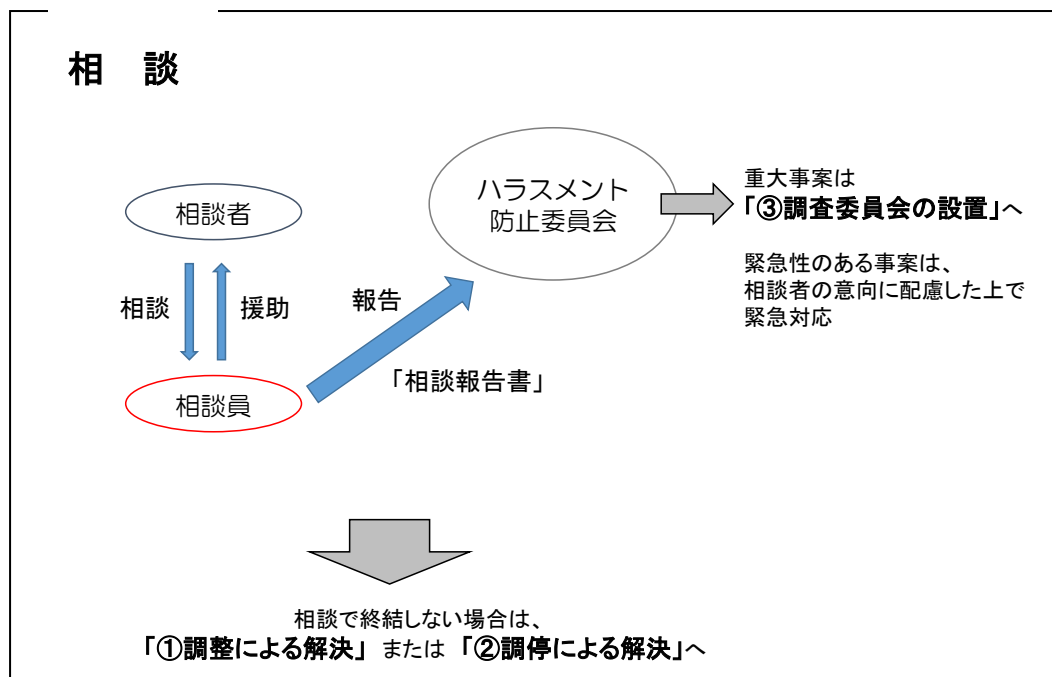 相　談
相談者
相談
援助
相談員
報告
「相談報告書」
ハラスメント
防止委員会
重大事案は
「③調査委員会の設置」へ
緊急性のある事案は、
相談者の意向に配慮した上で
緊急対応
相談で終結しない場合は、
「①調整による解決」 または 「②調停による解決」へ